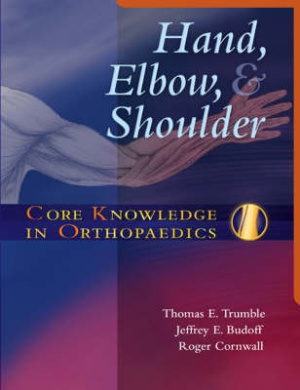 Hand,
Elbow, &
Shoulder
CORE KNOWLEDGE
IN ORTHOPAEDICS
Thomas E. Trumble
Jeffrey E. Budoff
Roger Cornwall